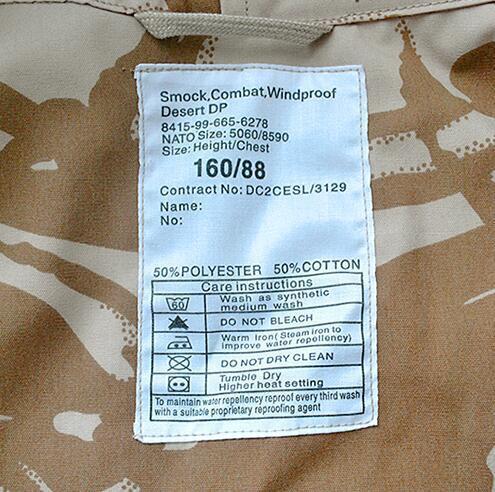 Smock,Combat,Windproof
Desert DP
8415-99-665-6278
NATO Size: 5060/8590
Size: Height/Chest
160/88
Contract No: DC2CESL/3129
Name:
No:
50%POLYESTER 50%COTTON
Care instructions
60
Wash as synthetic
medium wash
DO NOT BLEACH
Warm Iron(Steam iron to
improve water repellency)
DO NOT DRY CLEAN
Tumble Dry
Higher heat setting
To maintain water repellency reproof every third wash
with a suitable proprietary reproofing agent